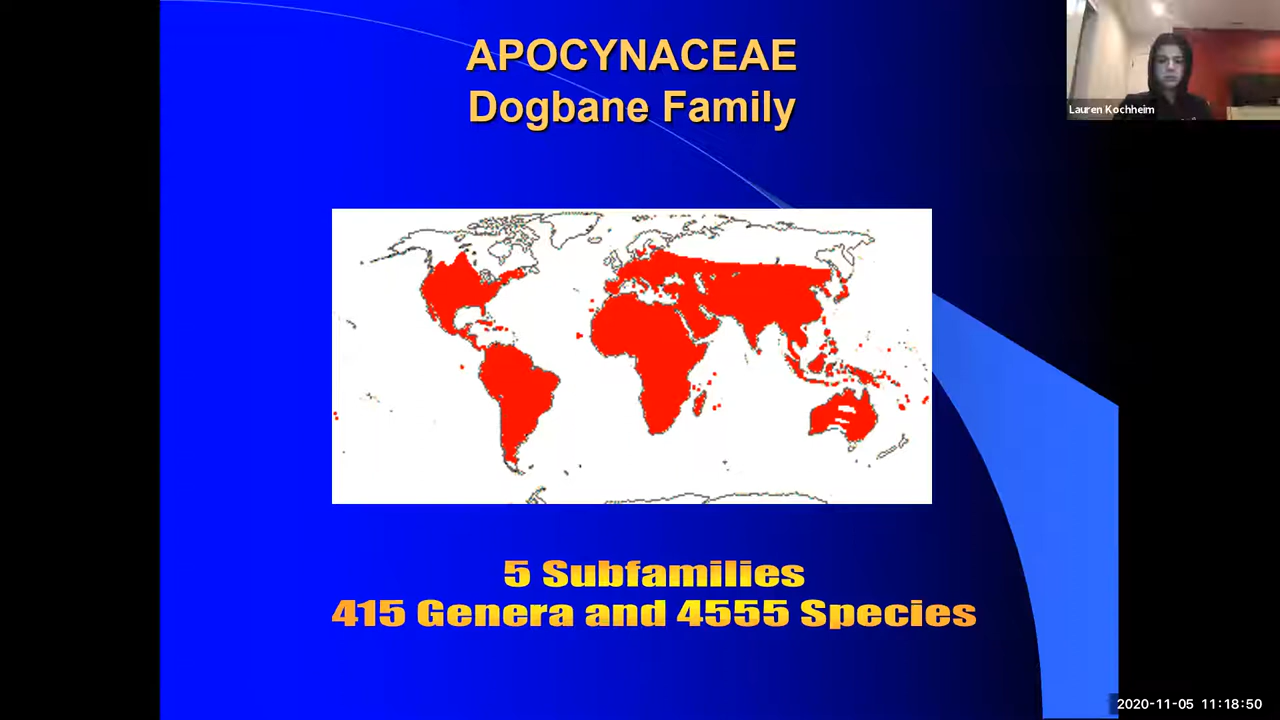 APOCYNACEAE
Dogbane Family
Lauren Kochheim
5 Subfamilies
415 Genera and 4555 Species
2020-11-05 11:18:50